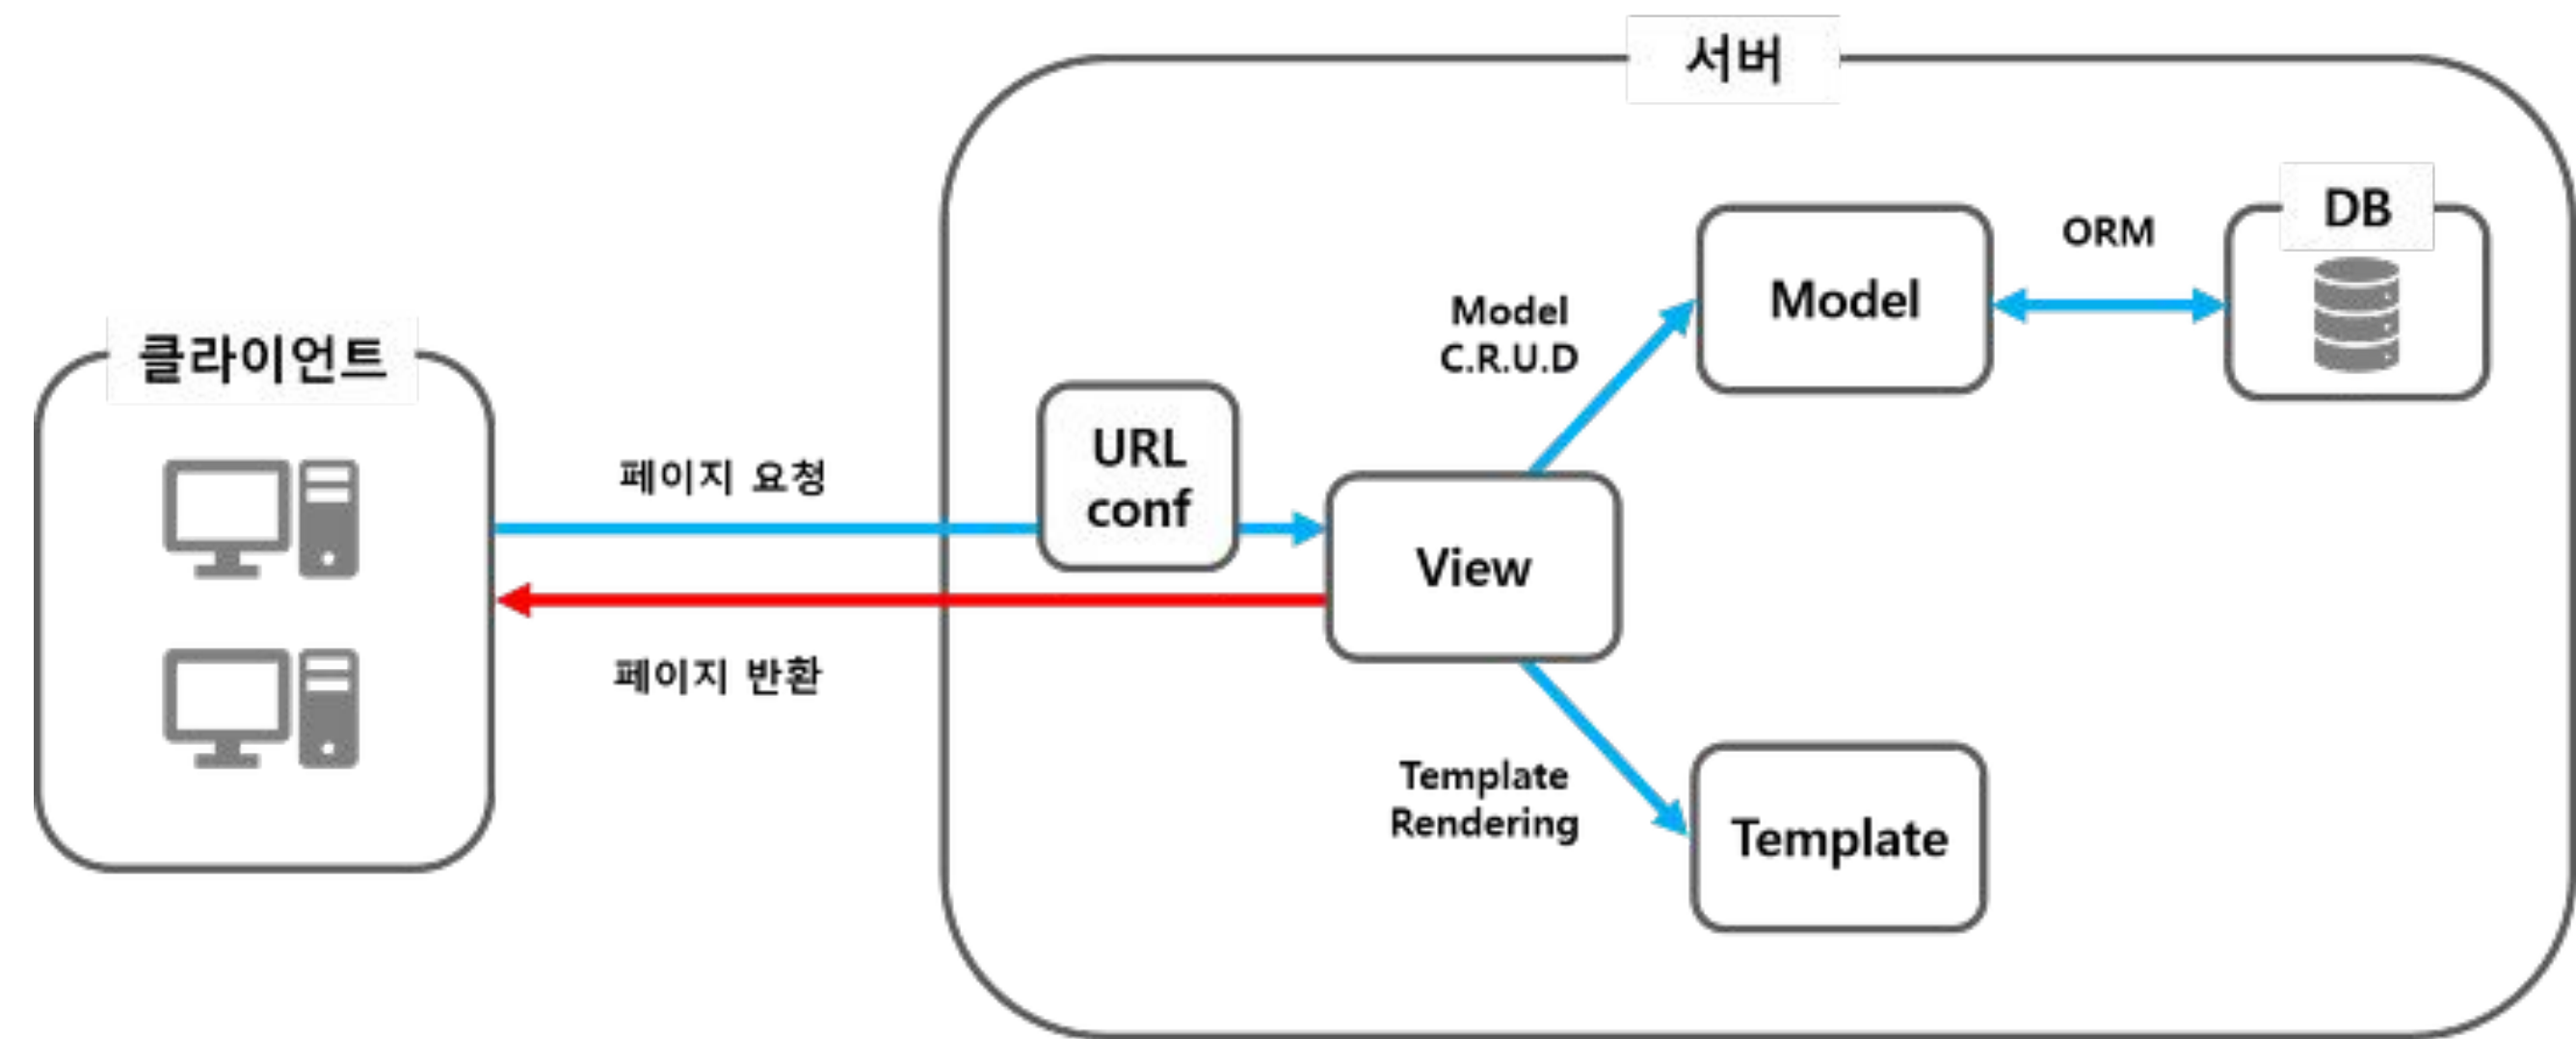 서버
DB
ORM
Model
Model
C.R.U.D
클라이언트
URL
conf
페이지 요청
View
페이지 반환
Template
Rendering
Template